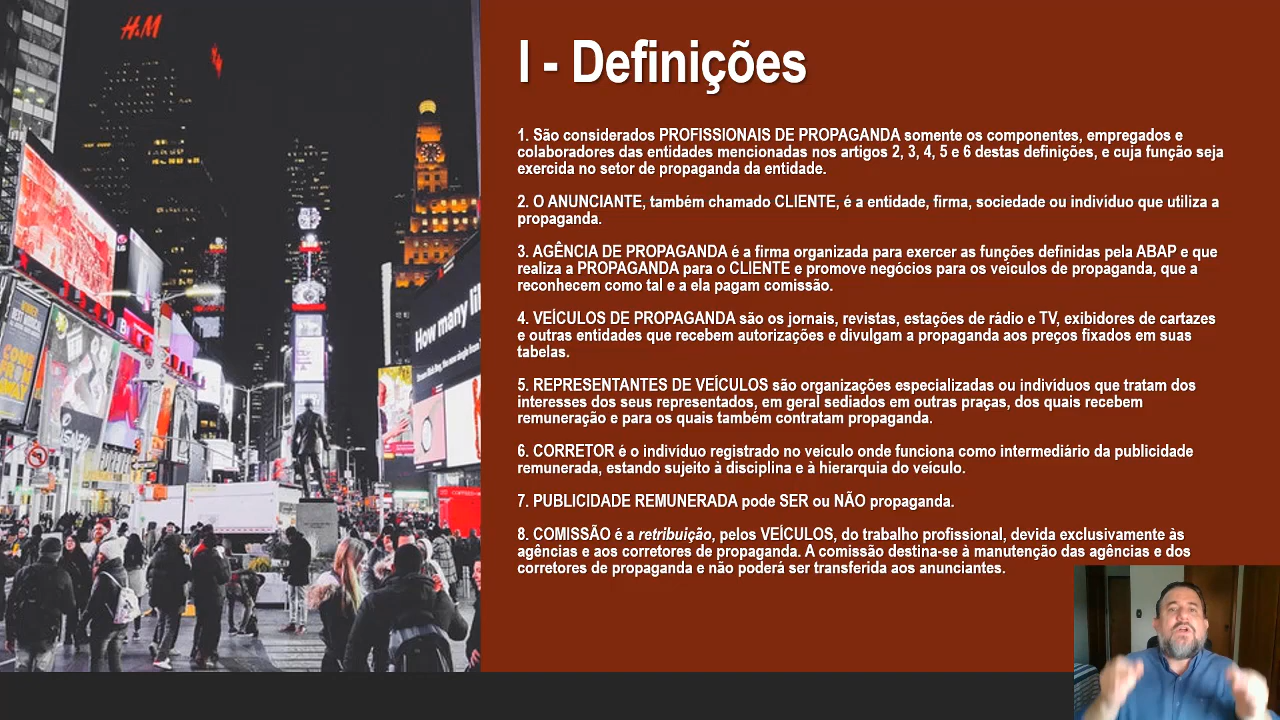 H&M
I - Definições
1. São considerados PROFISSIONAIS DE PROPAGANDA somente os componentes, empregados e
colaboradores das entidades mencionadas nos artigos 2, 3, 4, 5 e 6 destas definições, e cuja função seja
exercida no setor de propaganda da entidade.
2. O ANUNCIANTE, também chamado CLIENTE, é a entidade, firma, sociedade ou indivíduo que utiliza a
propaganda.
3. AGÊNCIA DE PROPAGANDA é a firma organizada para exercer as funções definidas pela ABAP e que
realiza a PROPAGANDA para o CLIENTE e promove negócios para os veículos de propaganda, que a
reconhecem como tal e a ela pagam comissão.
4. VEÍCULOS DE PROPAGANDA são os jornais, revistas, estações de rádio e TV, exibidores de cartazes
e outras entidades que recebem autorizações e divulgam a propaganda aos preços fixados em suas
tabelas.
5. REPRESENTANTES DE VEÍCULOS são organizações especializadas ou indivíduos que tratam dos
interesses dos seus representados, em geral sediados em outras praças, dos quais recebem
remuneração e para os quais também contratam propaganda.
6. CORRETOR é o indivíduo registrado no veículo onde funciona como intermediário da publicidade
remunerada, estando sujeito à disciplina e à hierarquia do veículo.
7. PUBLICIDADE REMUNERADA pode SER ou NÃO propaganda.
8. COMISSÃO é a retribuição, pelos VEÍCULOS, do trabalho profissional, devida exclusivamente às
agências e aos corretores de propaganda. A comissão destina-se à manutenção das agências e dos
corretores de propaganda e não poderá ser transferida aos anunciantes.
LG
How many li
COME
FROM
AWAY